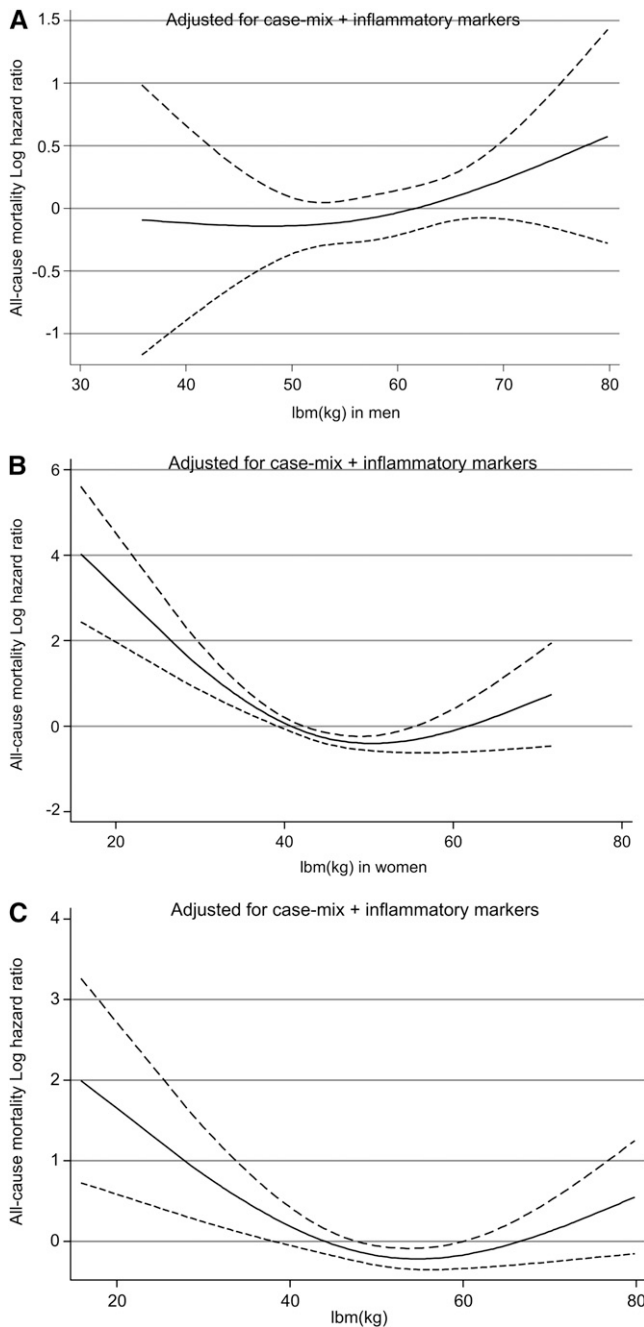 A
Adjusted for case-mix + inflammatory markers
All-cause mortality Log hazard ratio
1.5
1
0.5
0
-0.5
-1
30 40 50 60 70 80
lbm(kg) in men
B
Adjusted for case-mix + inflammatory markers
All-cause mortality Log hazard ratio
6
4
2
0
-2
20 40 60 80
lbm(kg) in women
C
Adjusted for case-mix + inflammatory markers
All-cause mortality Log hazard ratio
4
3
2
1
0
20 40 60 80
lbm(kg)